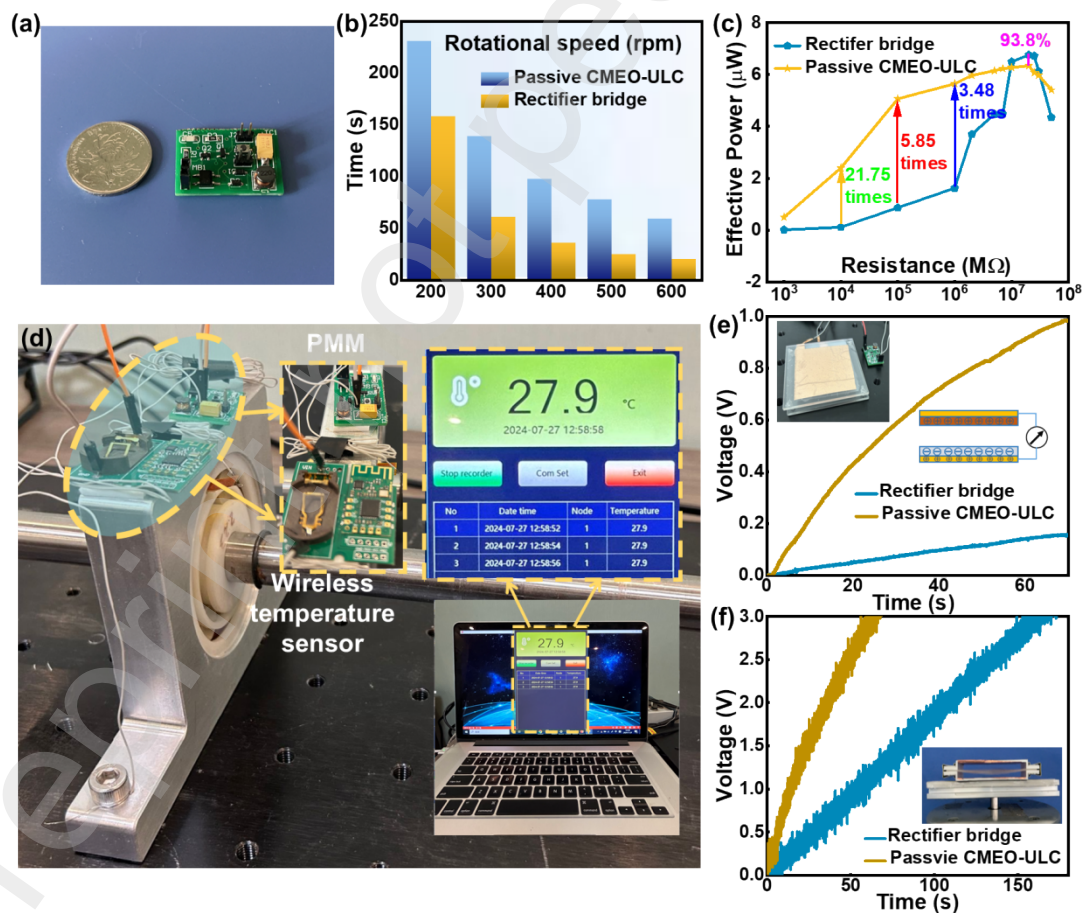 (a)
(b)
250
200
150
100
50
0
Time (s)
Rotational speed (rpm)
Passive CMEO-ULC
Rectifier bridge
200 300 400 500 600
(c)
8
6
4
2
0
-2
Effective Power (μW)
Rectifer bridge
Passive CMEO-ULC
93.8%
3.48
times
5.85
times
21.75
times
Resistance (MΩ)
10³ 10⁴ 10⁵ 10⁶ 10⁷ 10⁸
(d)
PMM
Wireless
temperature
sensor
27.9 °C
2024-07-27 12:58:58
Stop recorder Com Set Exit
No Date time Node Temperature
1 2024-07-27 12:58:52 1 27.9
2 2024-07-27 12:58:54 1 27.9
3 2024-07-27 12:58:56 1 27.9
27.9
(e)
1.0
0.8
0.6
0.4
0.2
0.0
Voltage (V)
Rectifier bridge
Passive CMEO-ULC
0 20 40 60
Time (s)
(f)
3.0
2.5
2.0
1.5
1.0
0.5
0.0
Voltage (V)
Rectifier bridge
Passvie CMEO-ULC
0 50 100 150
Time (s)